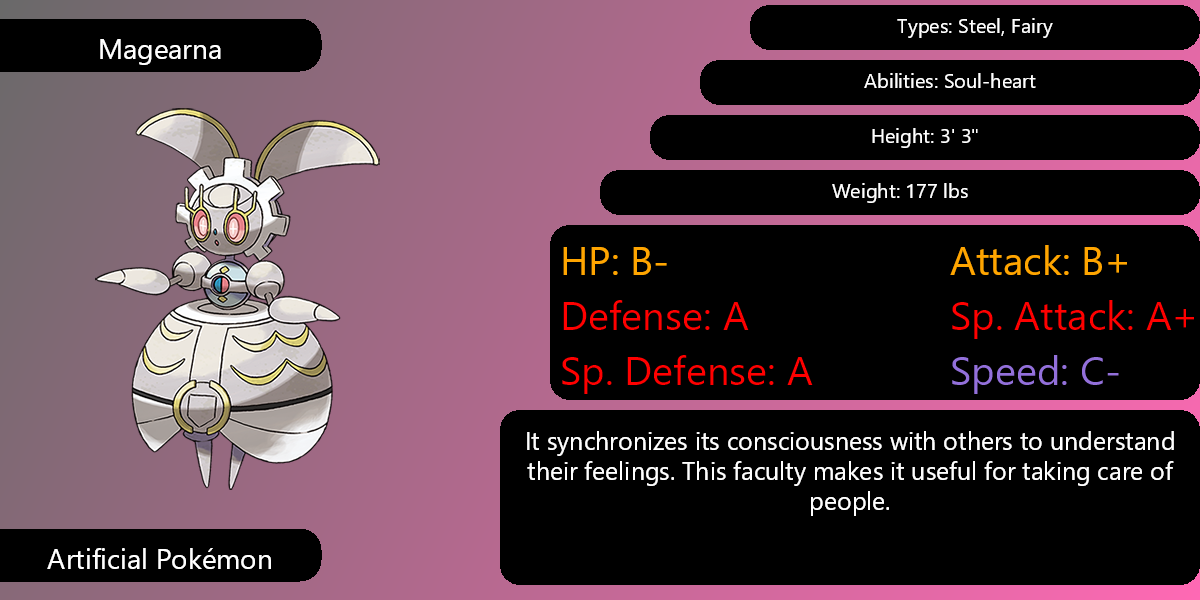 Magearna
Types: Steel, Fairy
Abilities: Soul-heart
Height: 3' 3"
Weight: 177 lbs
HP: B-
Attack: B+
Defense: A
Sp. Attack: A+
Sp. Defense: A
Speed: C-
It synchronizes its consciousness with others to understand
their feelings. This faculty makes it useful for taking care of
people.
Artificial Pokémon